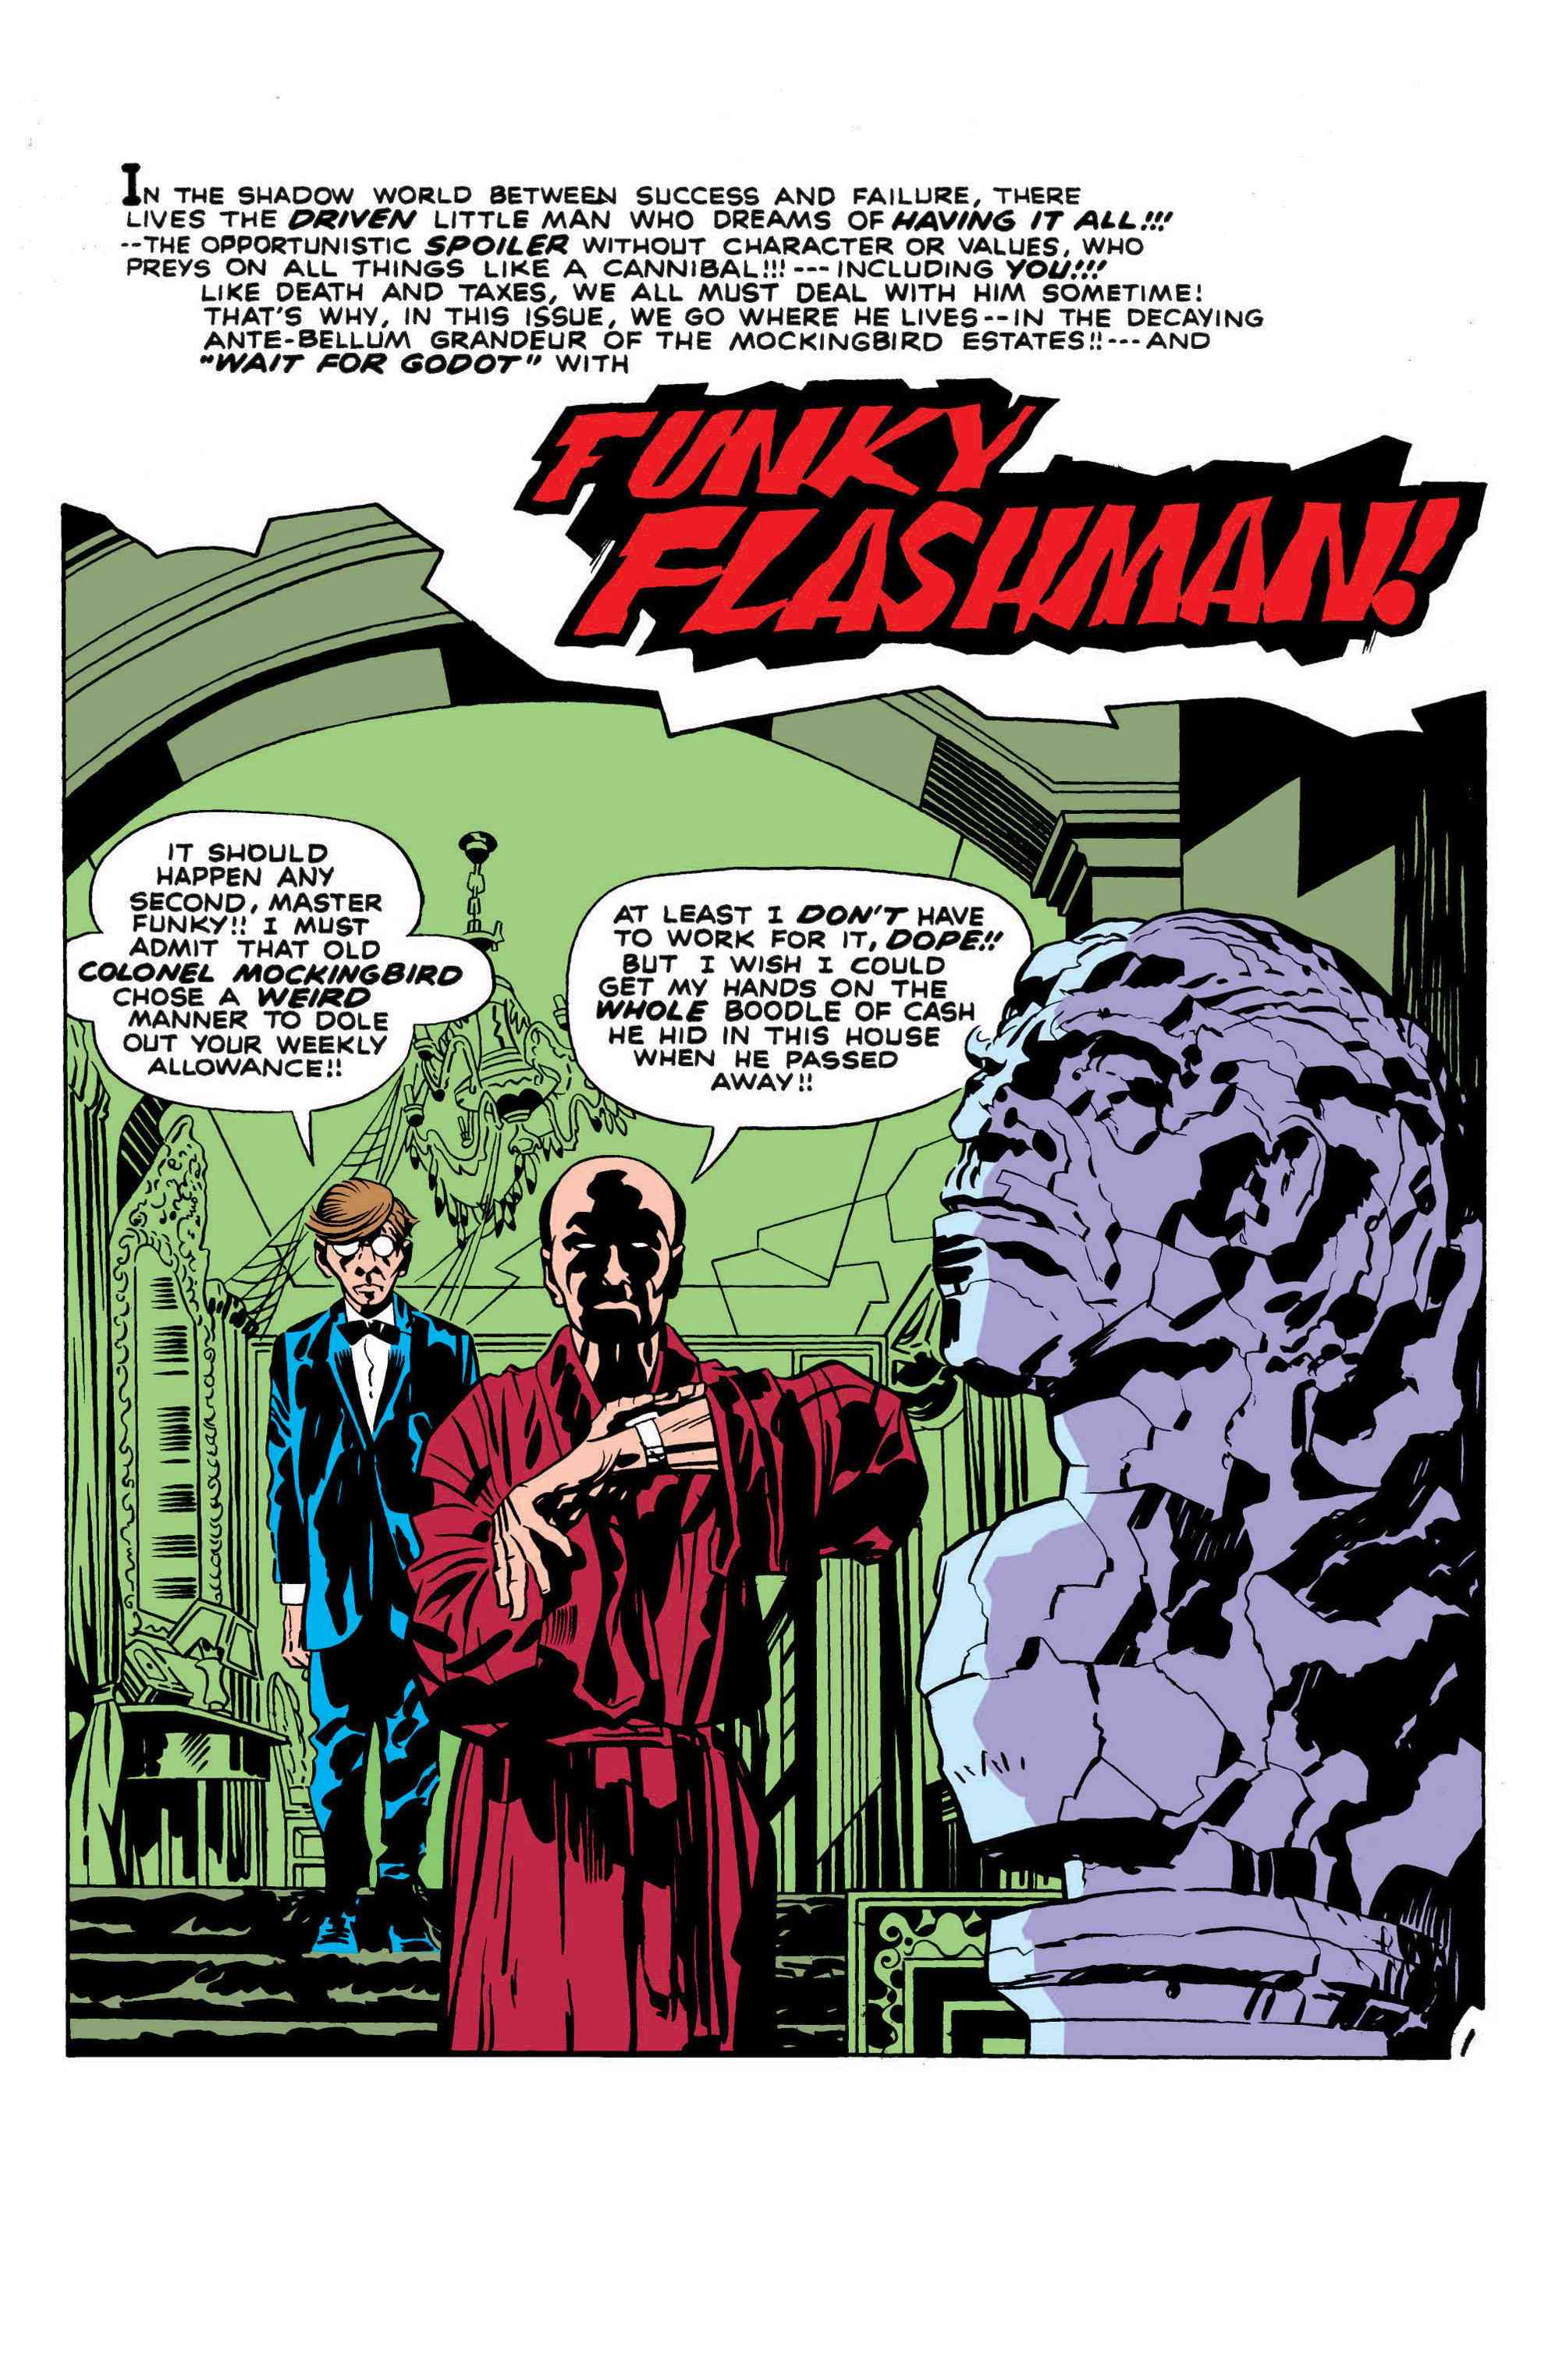 IN THE SHADOW WORLD BETWEEN SUCCESS AND FAILURE, THERE
LIVES THE DRIVEN LITTLE MAN WHO DREAMS OF HAVING IT ALL!!!
--THE OPPORTUNISTIC SPOILER WITHOUT CHARACTER OR VALUES, WHO
PREYS ON ALL THINGS LIKE A CANNIBAL!!!---INCLUDING YOU!!!
LIKE DEATH AND TAXES, WE ALL MUST DEAL WITH HIM SOMETIME!
THAT'S WHY, IN THIS ISSUE, WE GO WHERE HE LIVES--IN THE DECAYING
ANTE-BELLUM GRANDEUR OF THE MOCKINGBIRD ESTATES!!---AND
"WAIT FOR GODOT" WITH
FUNKY
FLASHMAN!
IT SHOULD
HAPPEN ANY
SECOND, MASTER
FUNKY!! I MUST
ADMIT THAT OLD
COLONEL MOCKINGBIRD
CHOSE A WEIRD
MANNER TO DOLE
OUT YOUR WEEKLY
ALLOWANCE!!
AT LEAST I DON'T HAVE
TO WORK FOR IT, DOPE!!
BUT I WISH I COULD
GET MY HANDS ON THE
WHOLE BOODLE OF CASH
HE HID IN THIS HOUSE
WHEN HE PASSED
AWAY!!
1